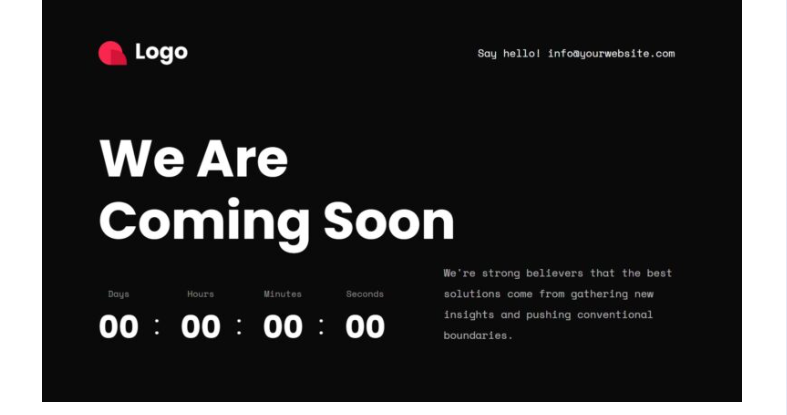 Logo
Say hello! info@yourwebsite.com
We Are
Coming Soon
Days Hours Minutes Seconds
00 : 00 : 00 : 00
We're strong believers that the best
solutions come from gathering new
insights and pushing conventional
boundaries.